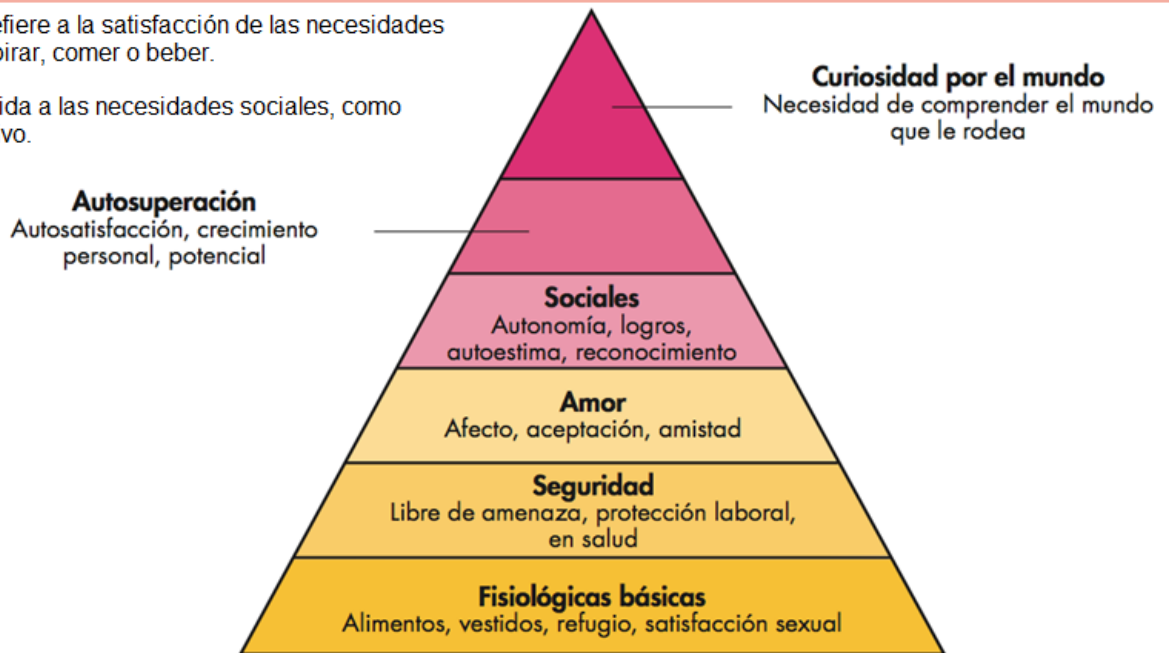 efiere a la satisfacción de las necesidades
pirar, comer o beber.
ida a las necesidades sociales, como
vo.
Curiosidad por el mundo
Necesidad de comprender el mundo
que le rodea
Autosuperación
Autosatisfacción, crecimiento
personal, potencial
Sociales
Autonomía, logros,
autoestima, reconocimiento
Amor
Afecto, aceptación, amistad
Seguridad
Libre de amenaza, protección laboral,
en salud
Fisiológicas básicas
Alimentos, vestidos, refugio, satisfacción sexual